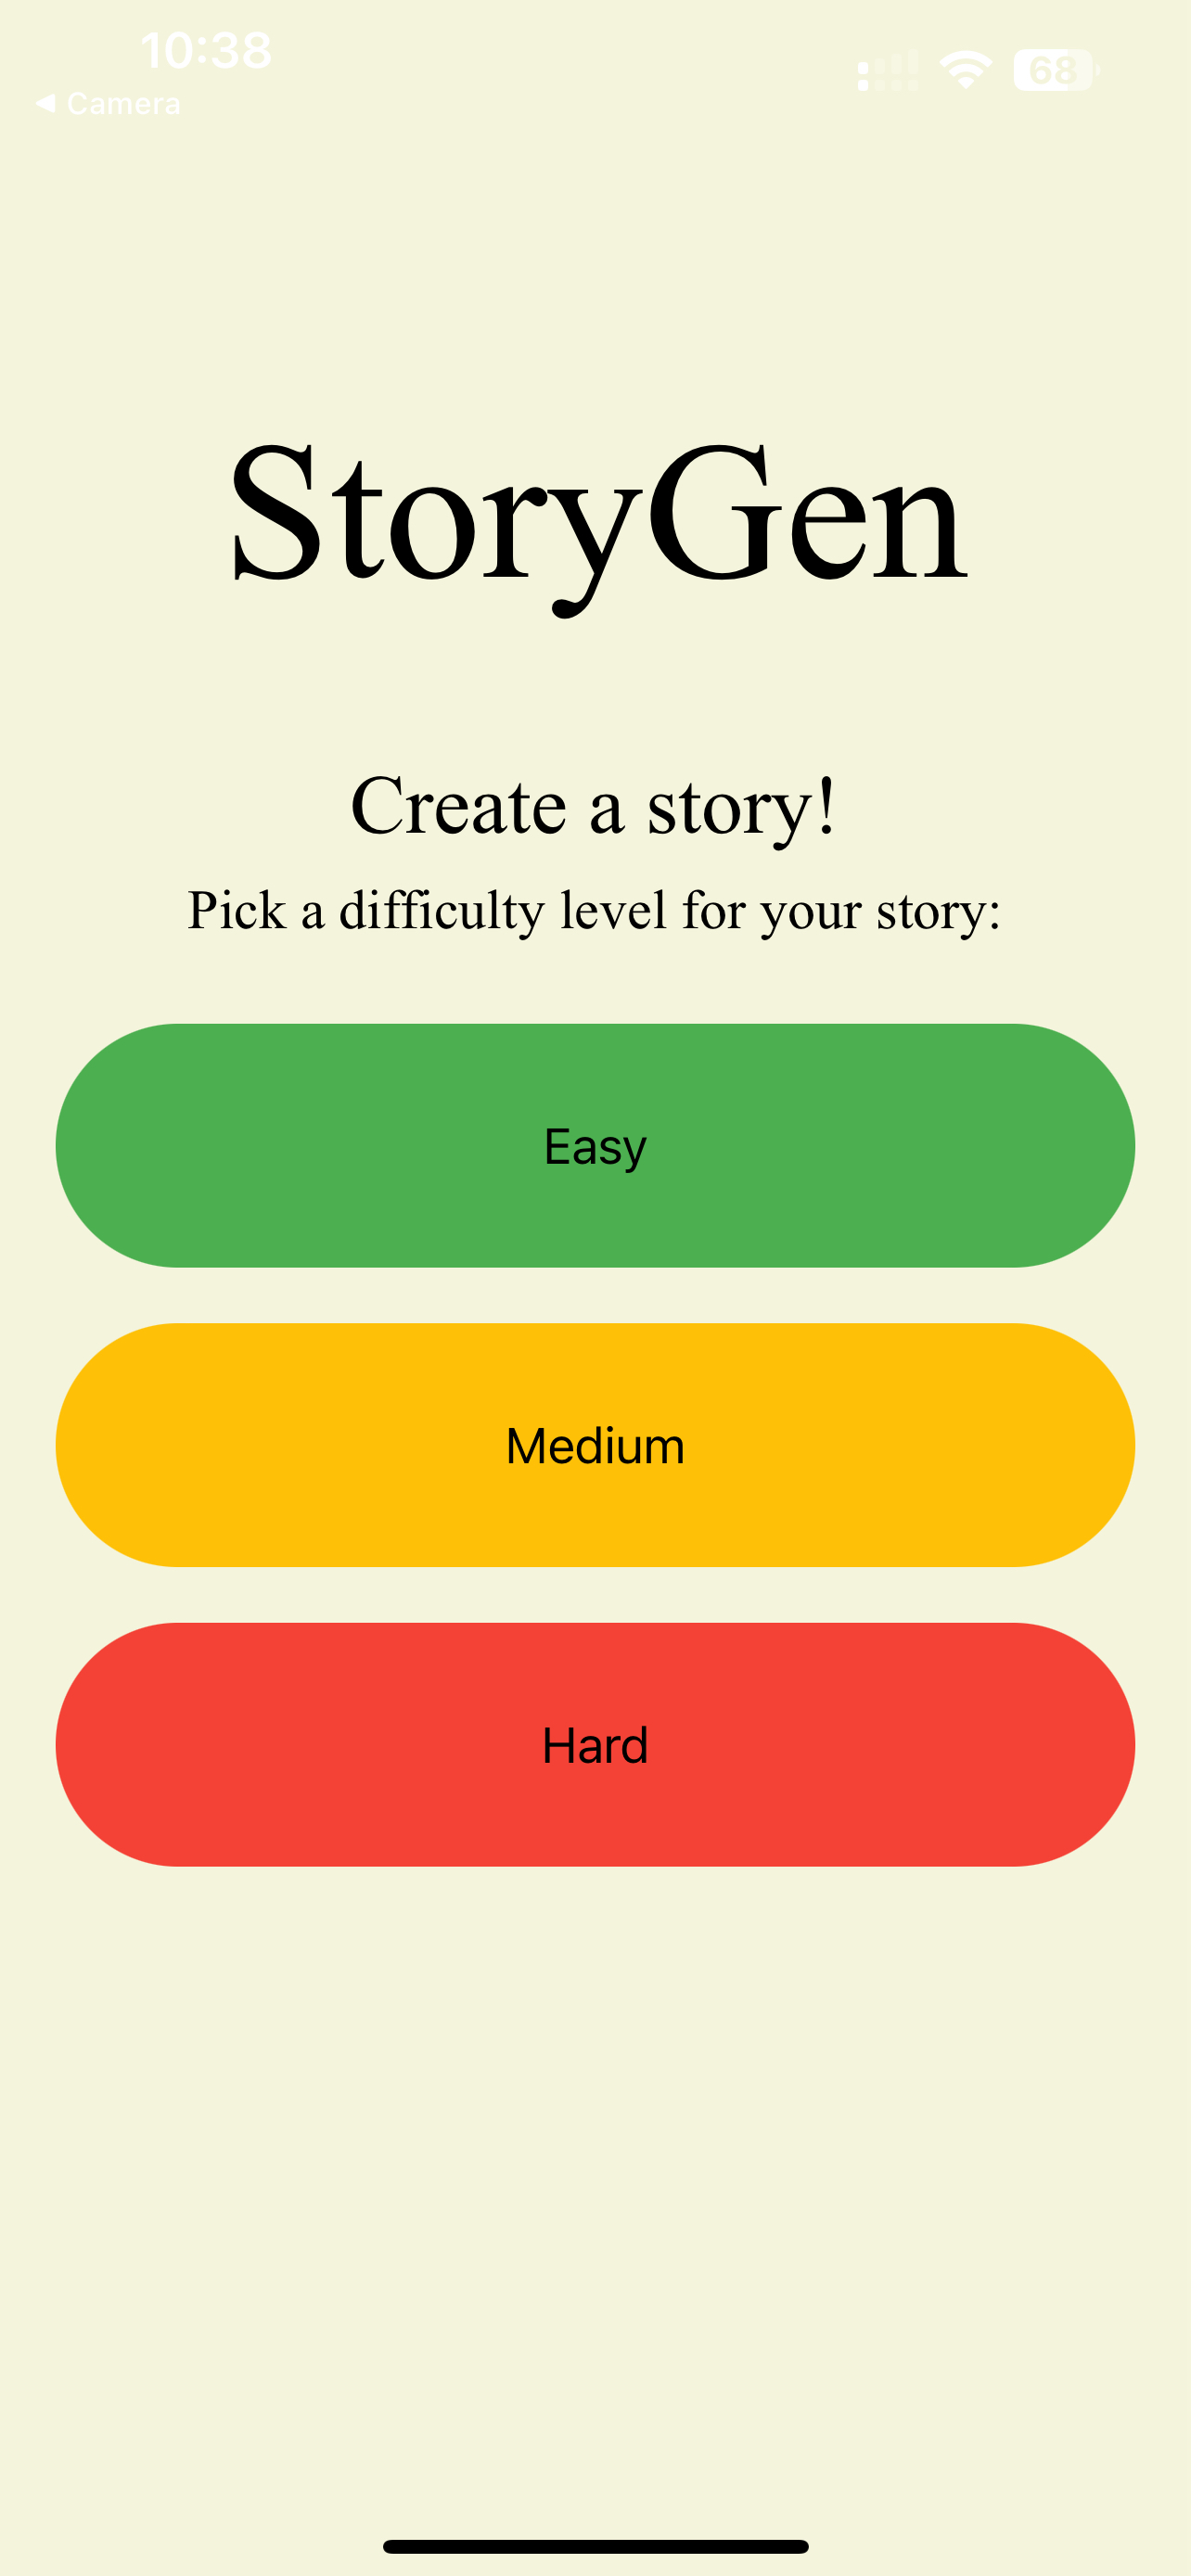 10:38
68
◀ Camera
StoryGen
Create a story!
Pick a difficulty level for your story:
Easy
Medium
Hard